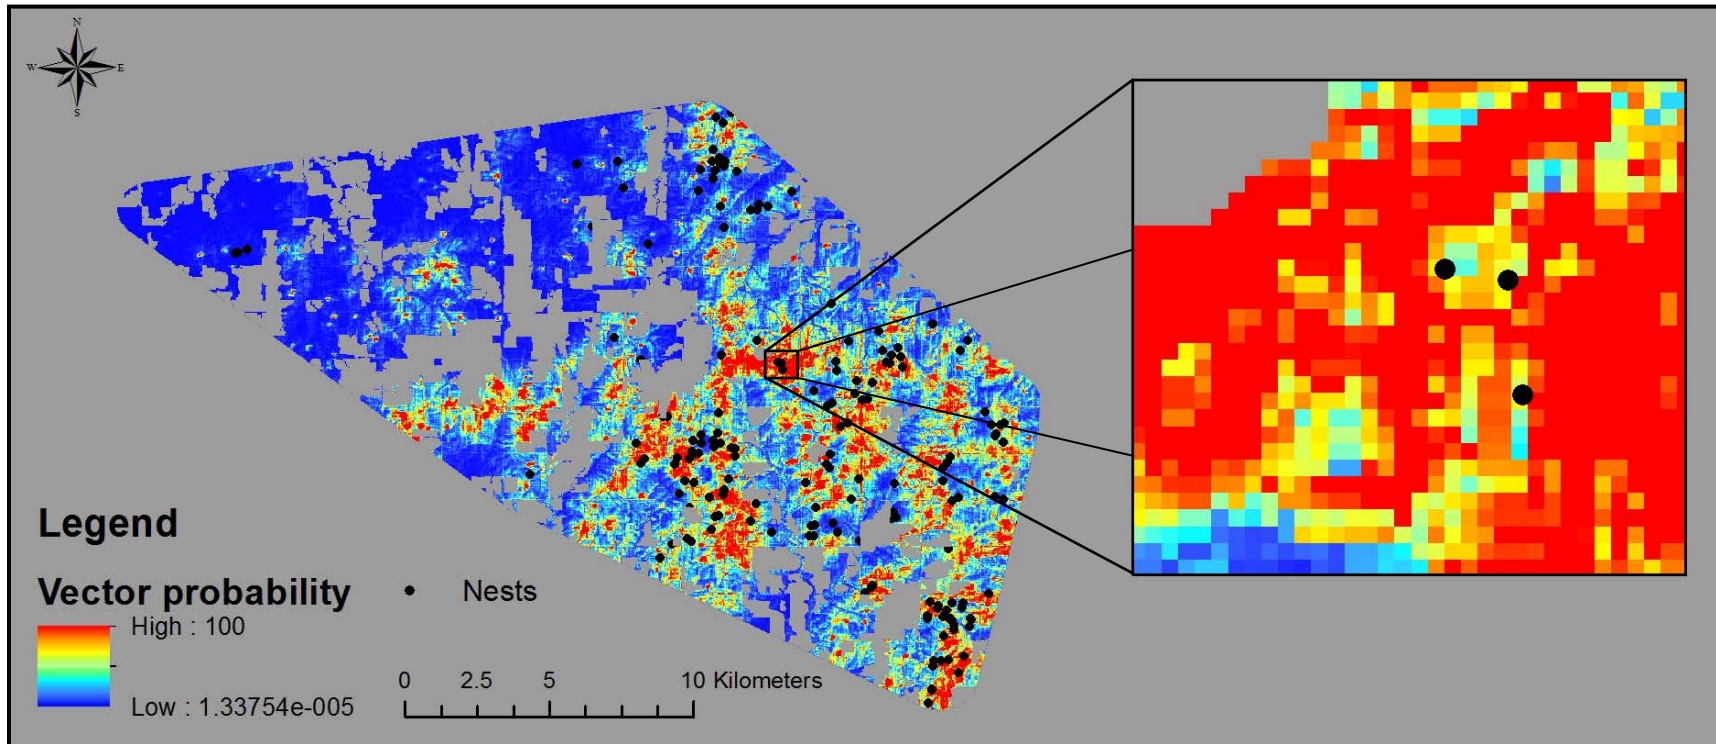 N
W E
S
Legend
Vector probability
High : 100
Low : 1.33754e-005
Nests
0 2.5 5 10 Kilometers